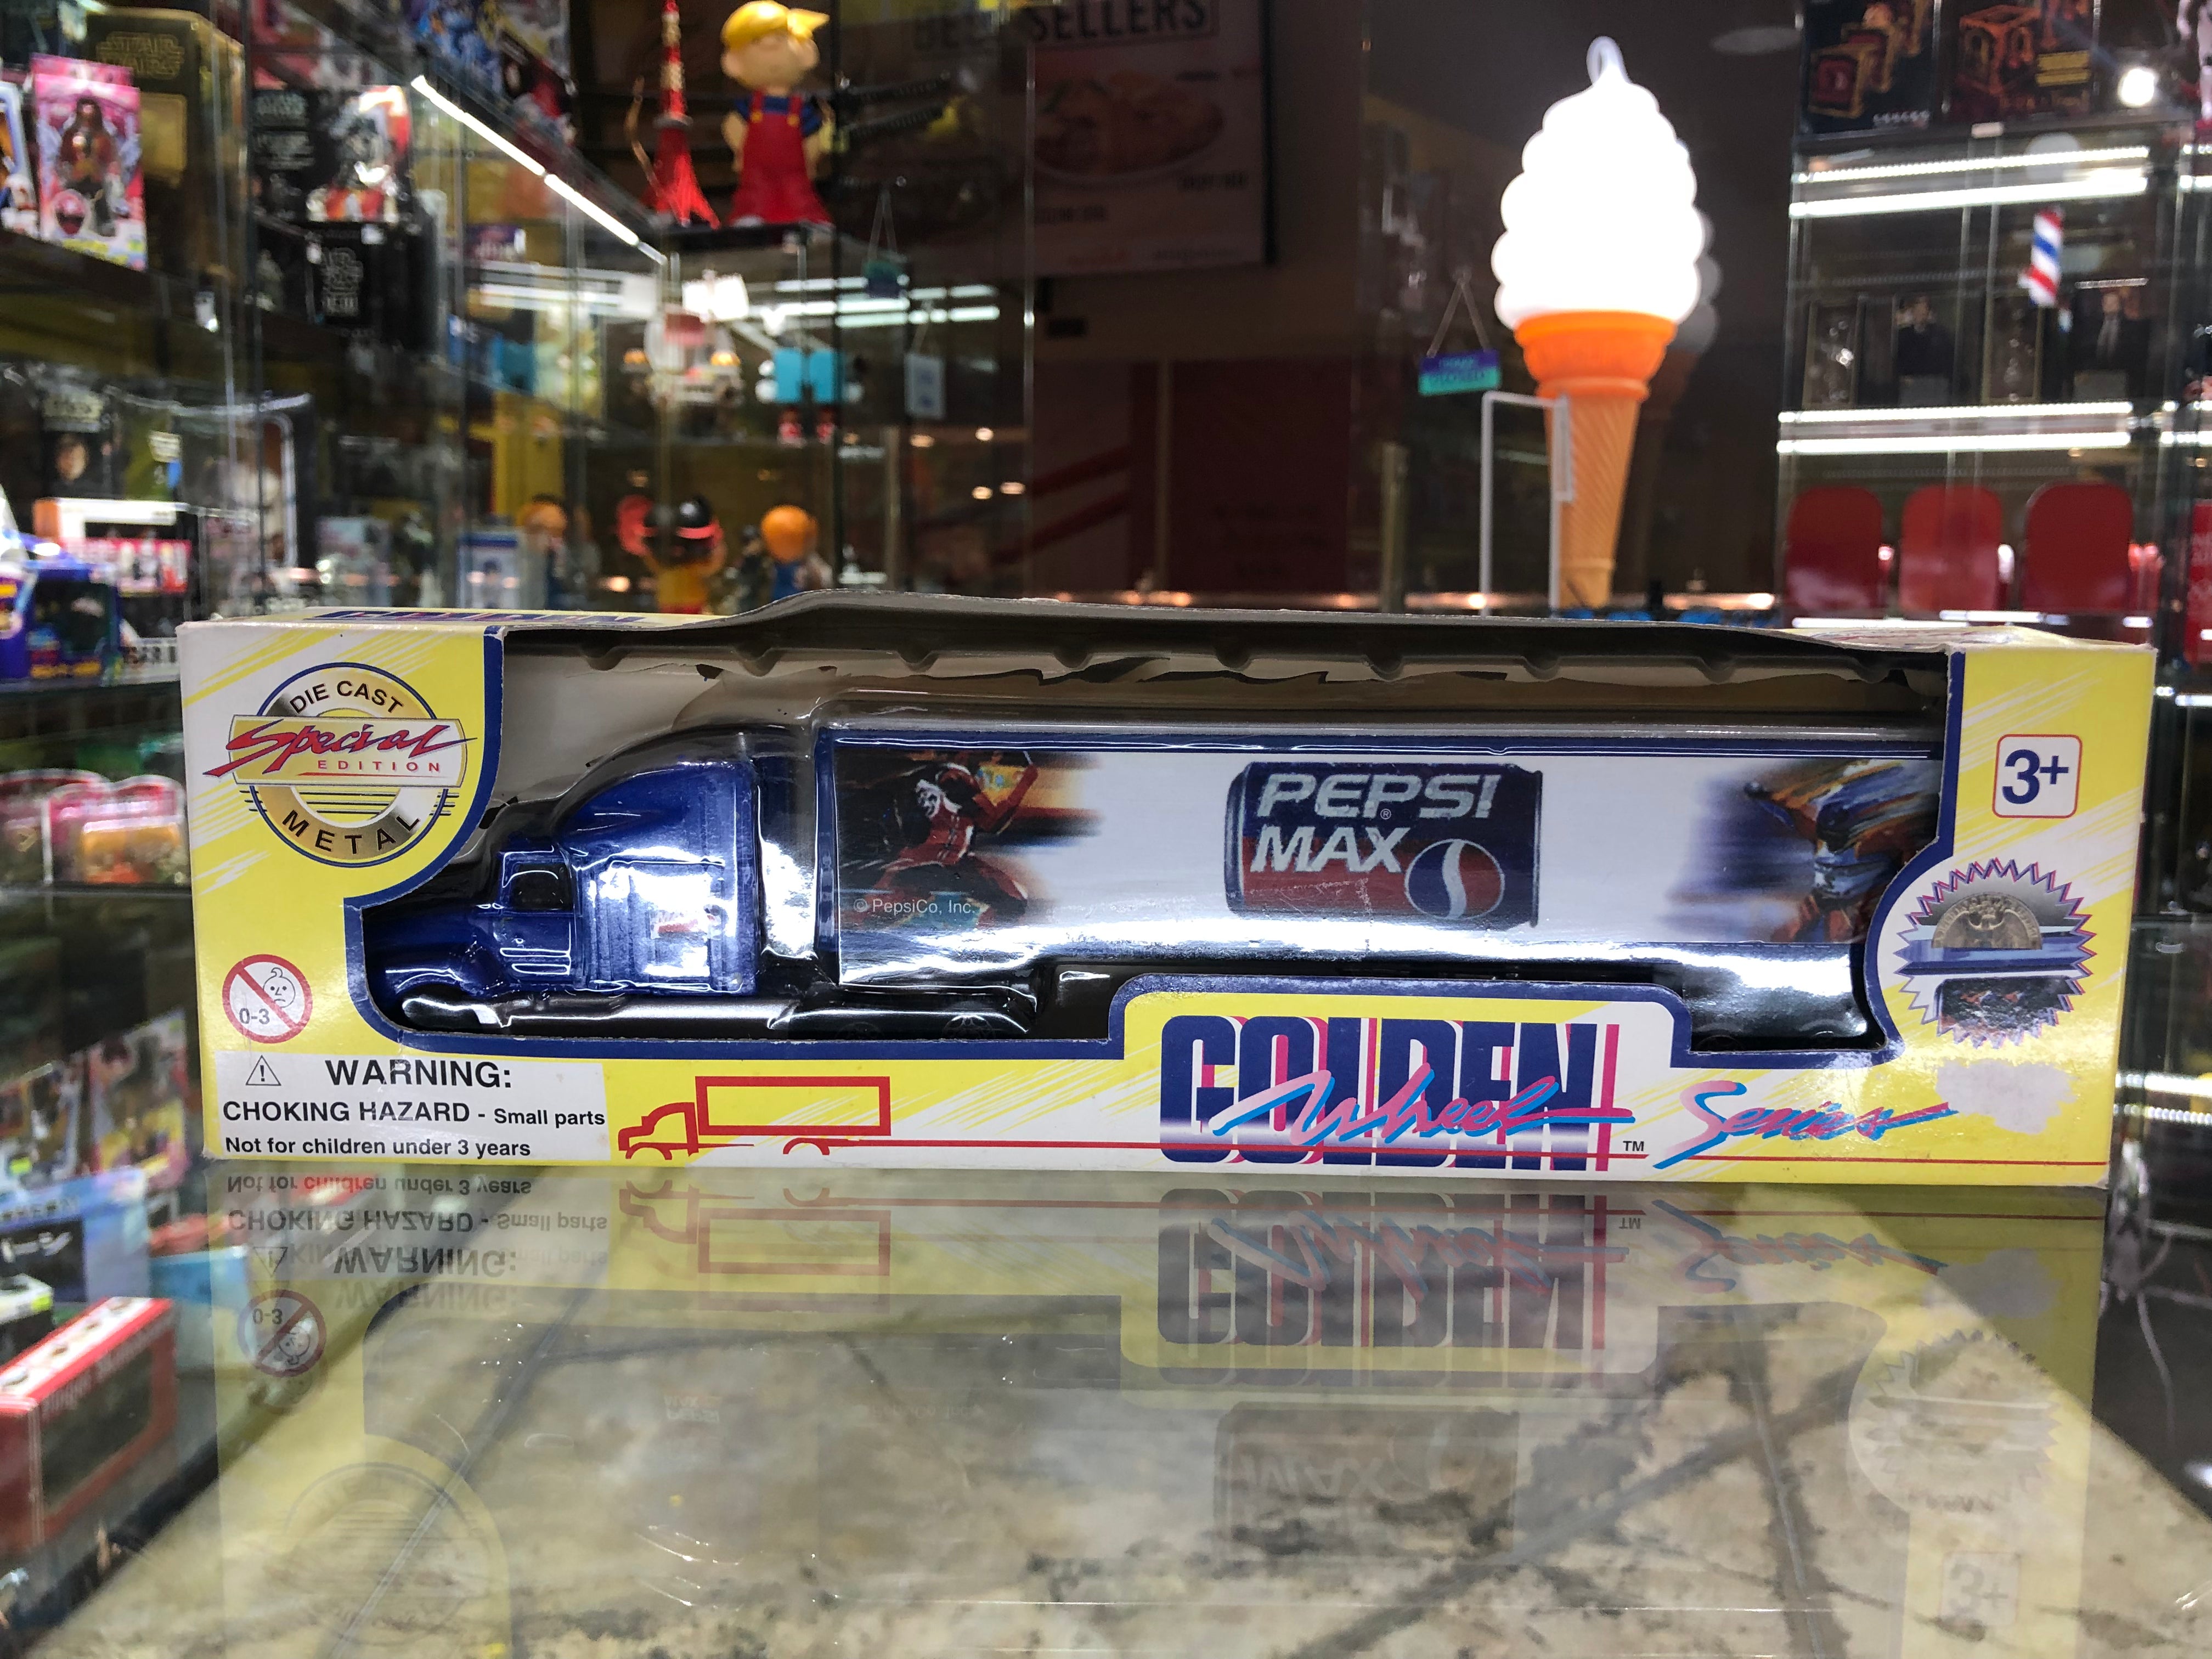 SELLERS
DIE CAST
Special
EDITION
METAL
3+
PEPSI
MAX
®
© PepsiCo, Inc.
0-3
WARNING:
CHOKING HAZARD - Small parts
Not for children under 3 years
GOLDEN
Wheel
TM
Series